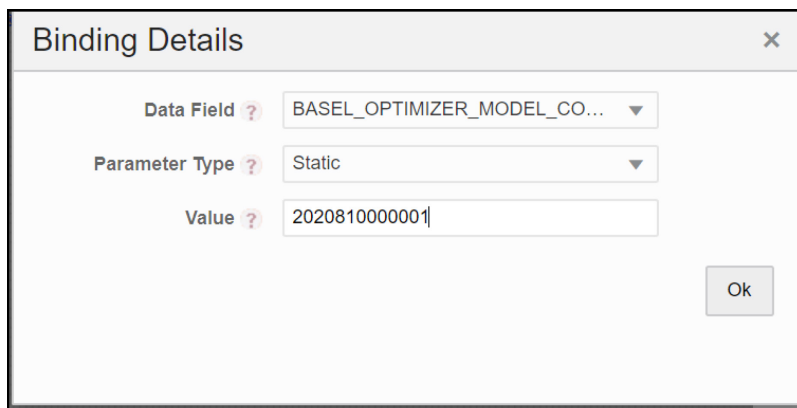 Binding Details ×
Data Field ? BASEL_OPTIMIZER_MODEL_CO...
Parameter Type ? Static
Value ? 2020810000001
Ok